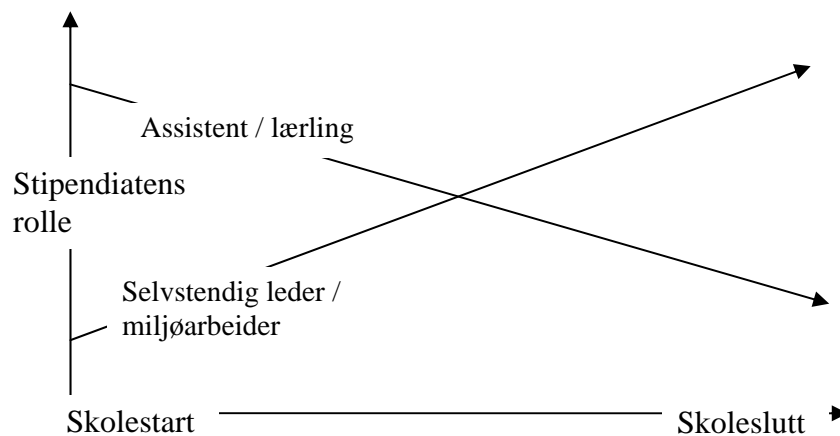 Assistent / lærling
Stipendiatens
rolle
Selvstendig leder /
miljøarbeider
Skolestart
Skoleslutt